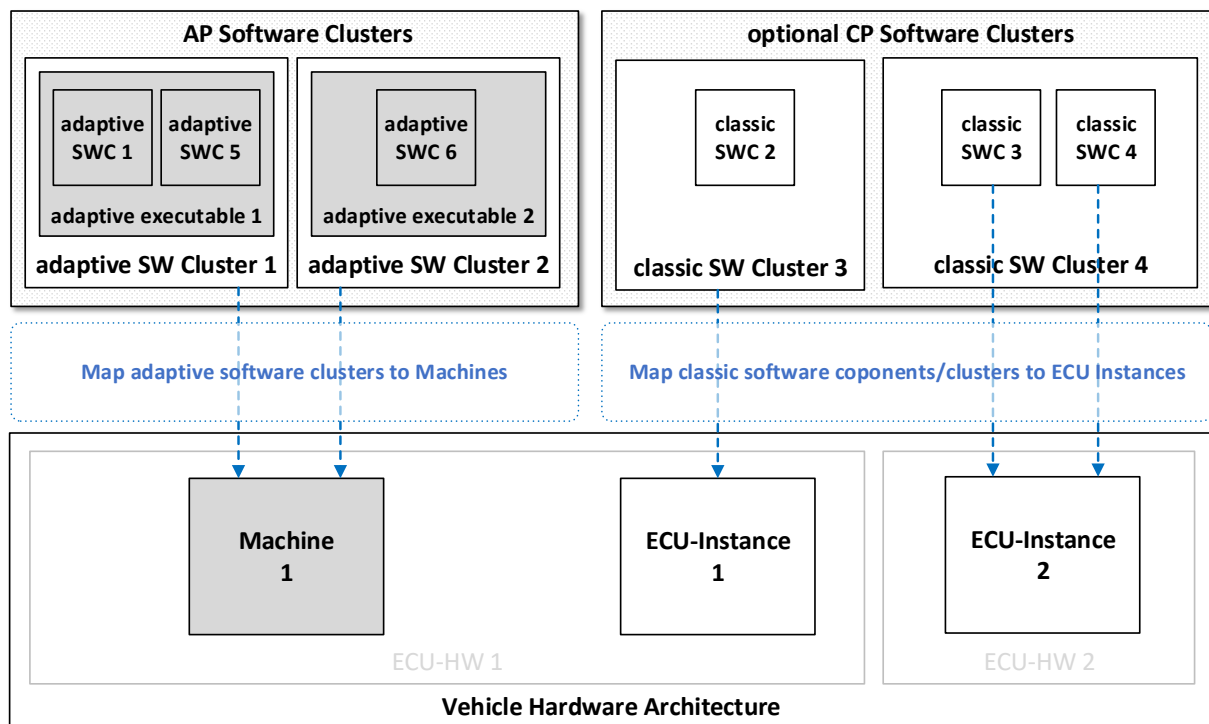 AP Software Clusters
optional CP Software Clusters
adaptive
SWC 1
adaptive
SWC 5
adaptive
SWC 6
classic
SWC 2
classic
SWC 3
classic
SWC 4
adaptive executable 1
adaptive executable 2
adaptive SW Cluster 1
adaptive SW Cluster 2
classic SW Cluster 3
classic SW Cluster 4
Map adaptive software clusters to Machines
Map classic software coponents/clusters to ECU Instances
Machine
1
ECU-Instance
1
ECU-Instance
2
ECU-HW 1
ECU-HW 2
Vehicle Hardware Architecture